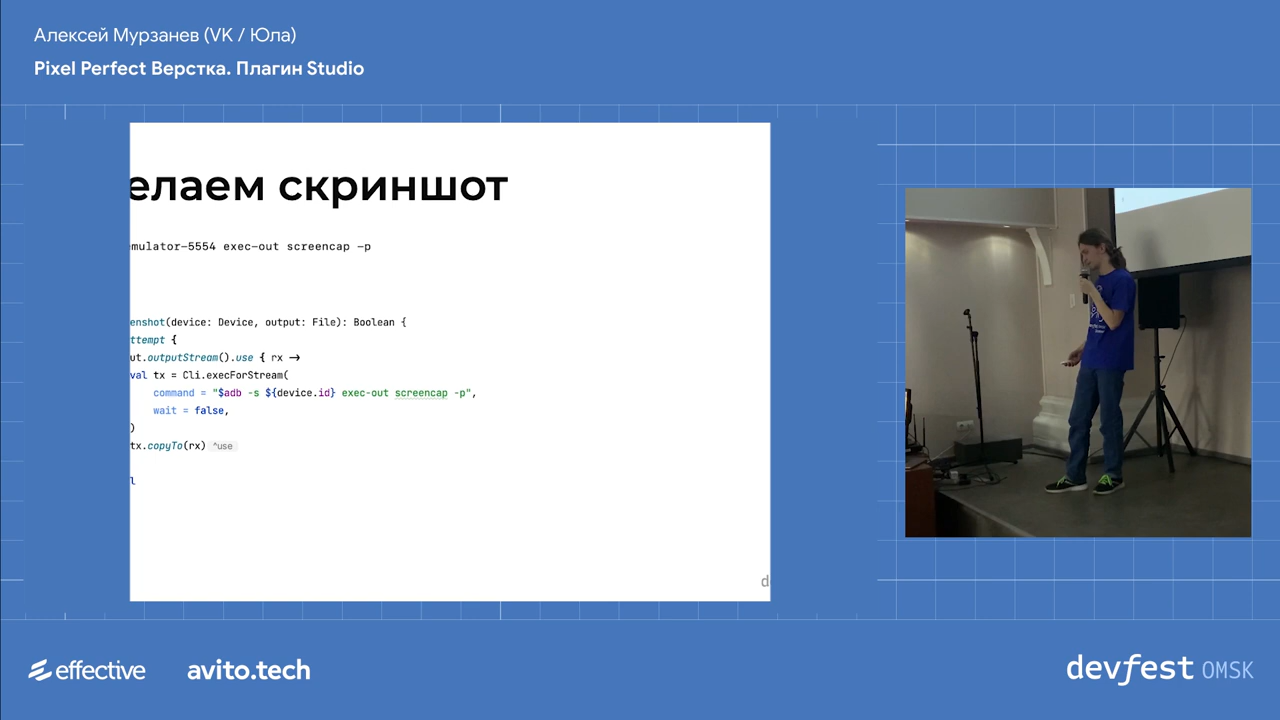 Алексей Мурзанев (VK / Юла)
Pixel Perfect Верстка. Плагин Studio
елаем скриншот
mulator-5554 exec-out screencap -p
enshot(device: Device, output: File): Boolean {
ttempt {
ut.outputStream().use { rx →
val tx = Cli.execForStream(
command = "$adb -s ${device.id} exec-out screencap -p",
wait = false,
)
tx.copyTo(rx) ^use
l
d
effective
avito.tech
devfest OMSK